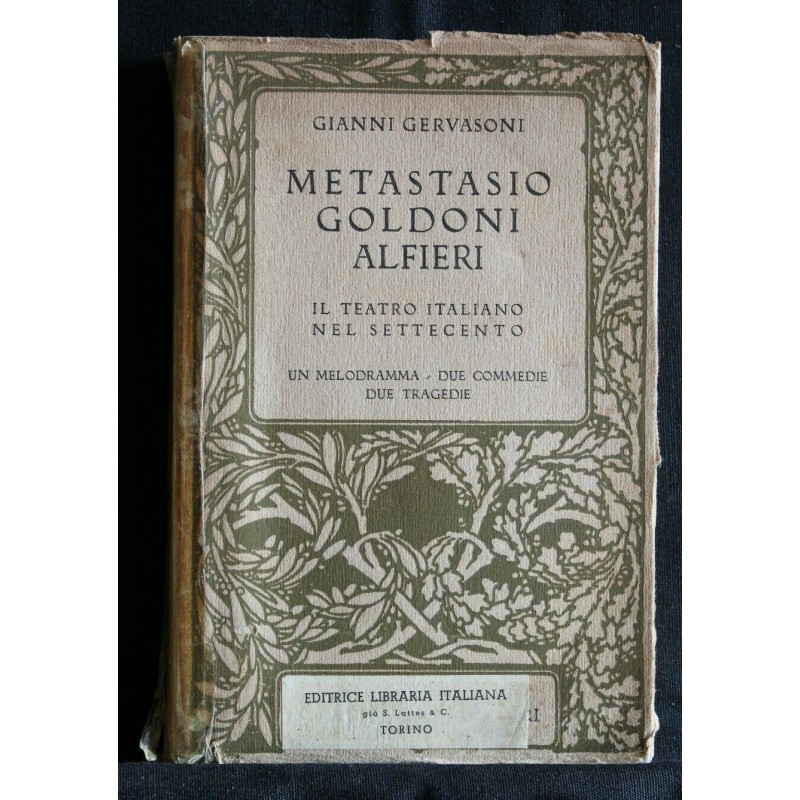 GIANNI GERVASONI
METASTASIO
GOLDONI
ALFIERI
IL TEATRO ITALIANO
NEL SETTECENTO
UN MELODRAMMA - DUE COMMEDIE
DUE TRAGEDIE
EDITRICE LIBRARIA ITALIANA
già S. Lattes & C.
TORINO